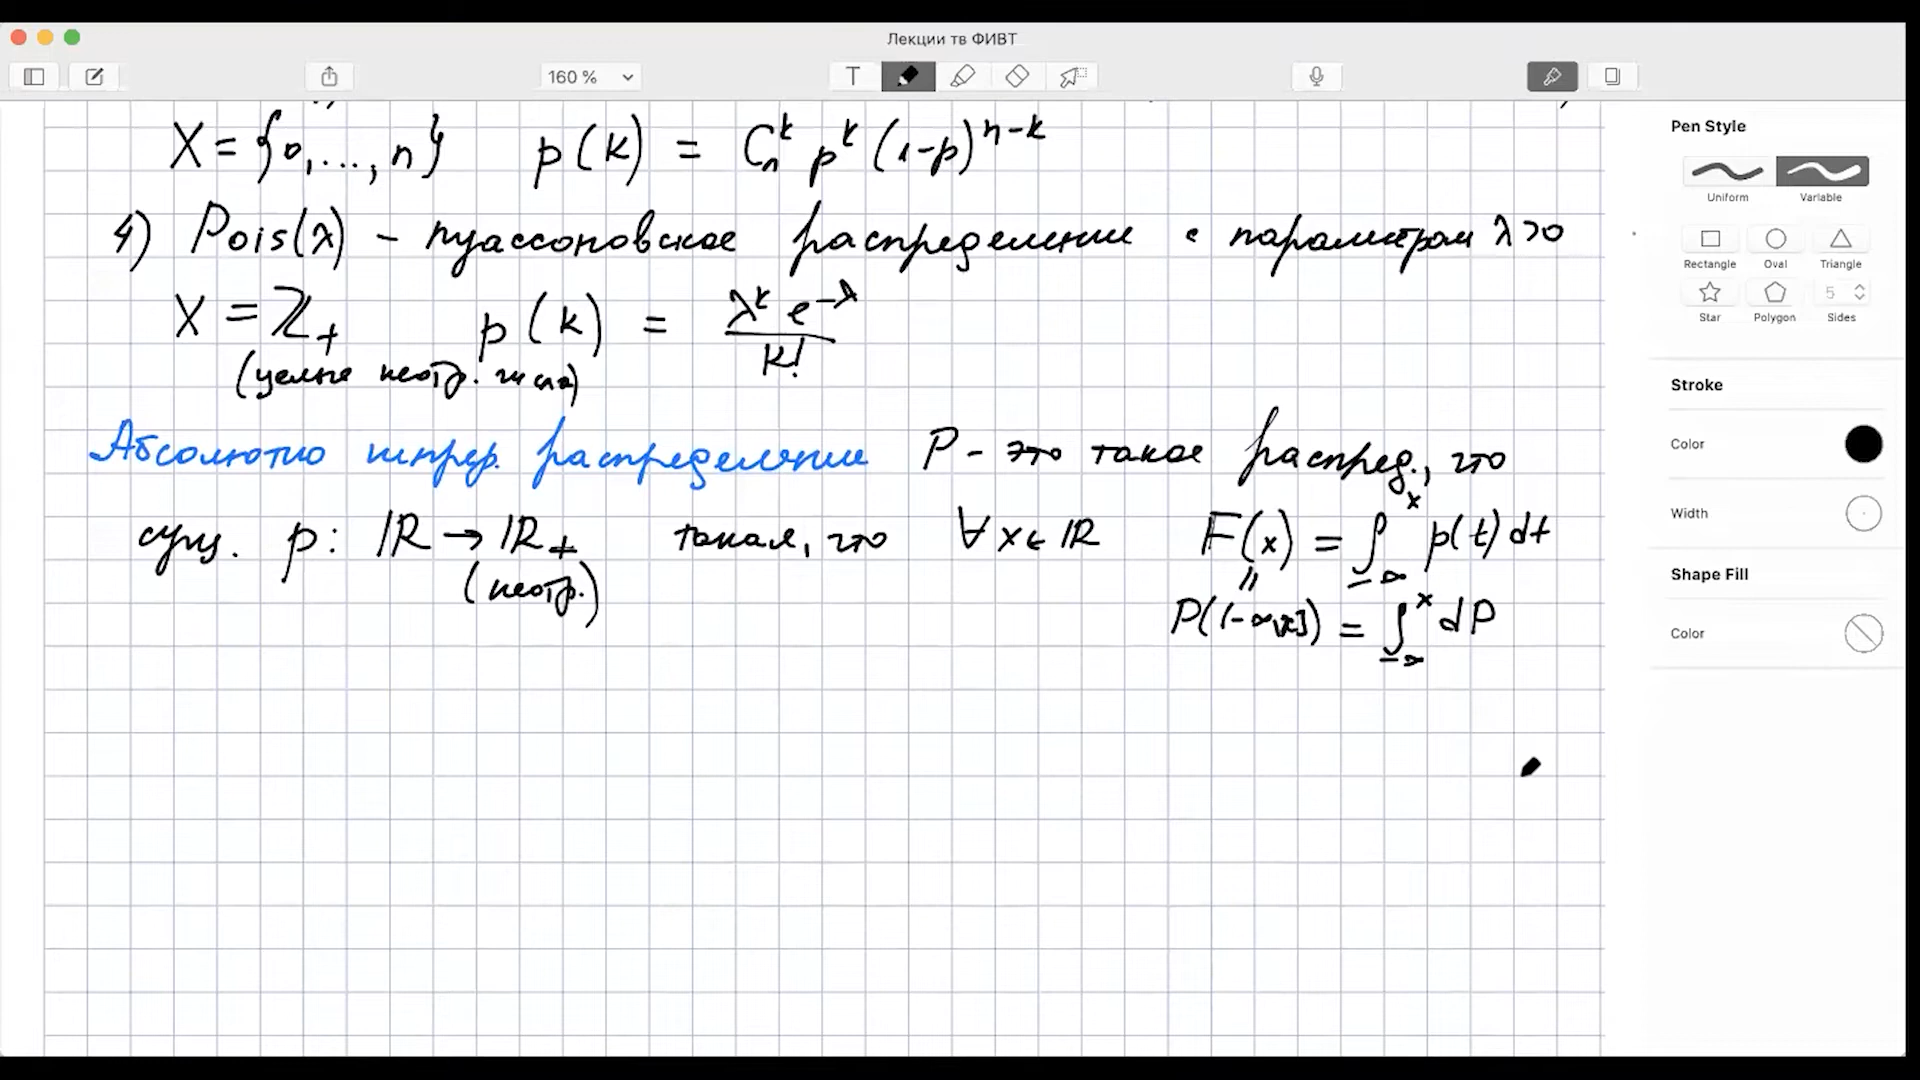 Лекции тв ФИВТ
160 %
T
X = {0, ..., n} p(k) = C_n^k p^k (1-p)^{n-k}
4) Pois(λ) - пуассоновское распределение с параметром λ>0
X = ℤ₊ p(k) = λ^k e^{-λ} / k!
(целые неотр. числа)
Абсолютно непрер. распределение P - это такое распред., что
сущ. p: ℝ → ℝ₊ такая, что ∀ x ∈ ℝ F(x) = ∫_{-∞}^x p(t) dt
(неотр.)
P((-∞, x]) = ∫_{-∞}^x dP
Pen Style
Uniform Variable
Rectangle Oval Triangle
5
Star Polygon Sides
Stroke
Color
Width
Shape Fill
Color